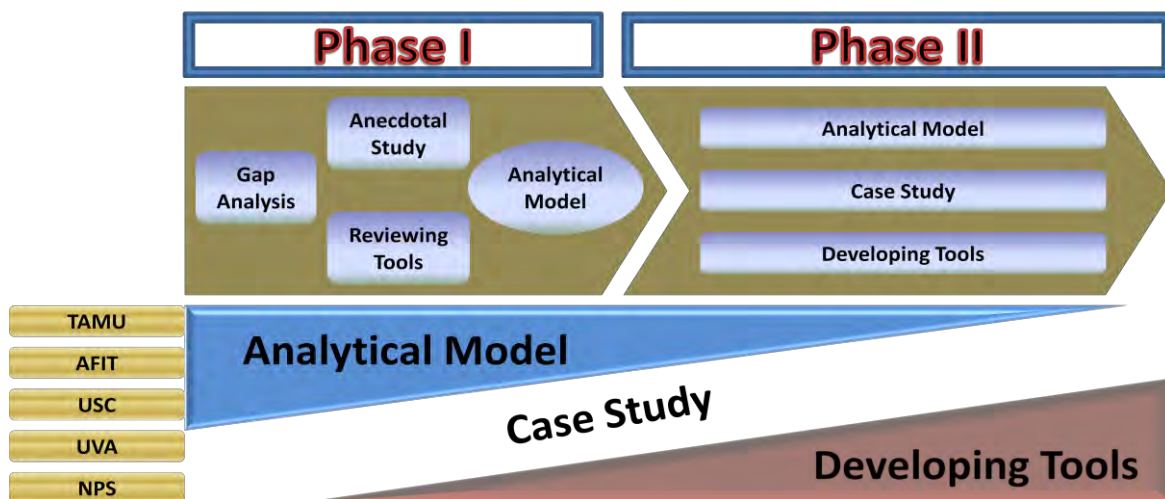 Phase I
Phase II
Gap
Analysis
Anecdotal
Study
Reviewing
Tools
Analytical
Model
Analytical Model
Case Study
Developing Tools
TAMU
AFIT
USC
UVA
NPS
Analytical Model
Case Study
Developing Tools